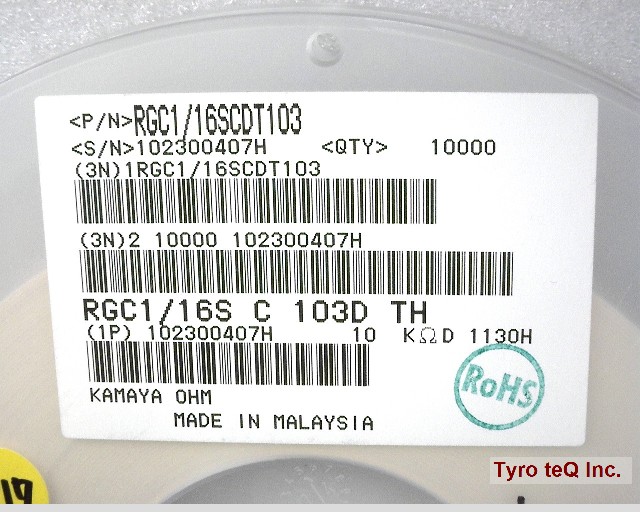 <P/N>RGC1/16SCDT103
<S/N>102300407H <QTY> 10000
(3N)1RGC1/16SCDT103
(3N)2 10000 102300407H
RGC1/16S C 103D TH
(1P) 102300407H 10 KΩD 1130H
RoHS
KAMAYA OHM
MADE IN MALAYSIA
Tyro teQ Inc.